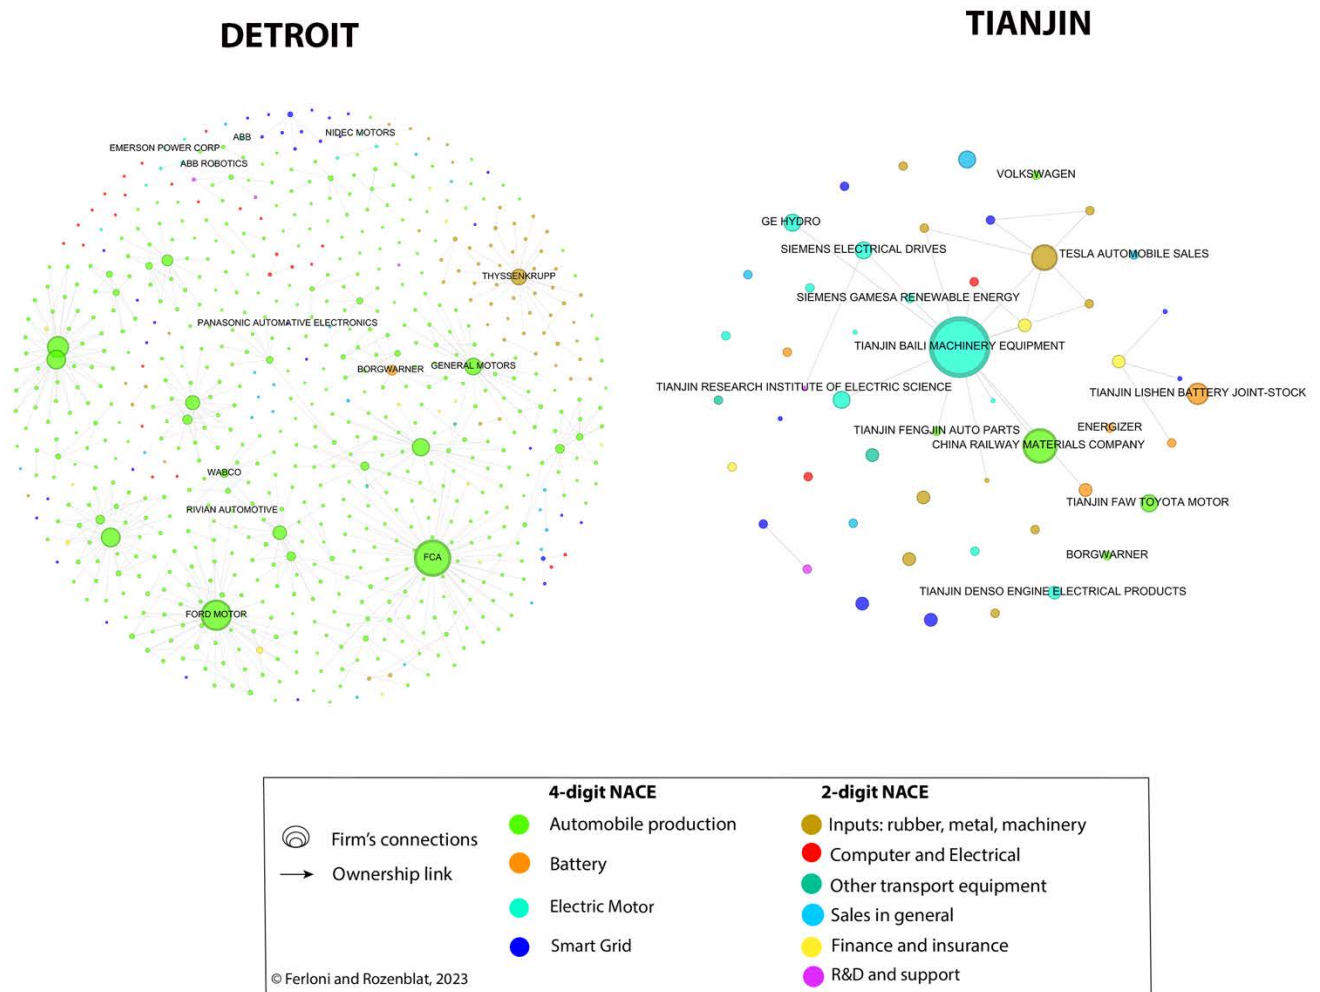 DETROIT
TIANJIN
NIDEC MOTORS
ABB
EMERSON POWER CORP
ABB ROBOTICS
THYSSENKRUPP
PANASONIC AUTOMATIVE ELECTRONICS
BORGWARNER
GENERAL MOTORS
WABCO
RIVIAN AUTOMOTIVE
FCA
FORD MOTOR
VOLKSWAGEN
GE HYDRO
SIEMENS ELECTRICAL DRIVES
TESLA AUTOMOBILE SALES
SIEMENS GAMESA RENEWABLE ENERGY
TIANJIN BAILI MACHINERY EQUIPMENT
TIANJIN RESEARCH INSTITUTE OF ELECTRIC SCIENCE
TIANJIN LISHEN BATTERY JOINT-STOCK
TIANJIN FENGJIN AUTO PARTS
ENERGIZER
CHINA RAILWAY MATERIALS COMPANY
TIANJIN FAW TOYOTA MOTOR
BORGWARNER
TIANJIN DENSO ENGINE ELECTRICAL PRODUCTS
Firm's connections
Ownership link
4-digit NACE
Automobile production
Battery
Electric Motor
Smart Grid
2-digit NACE
Inputs: rubber, metal, machinery
Computer and Electrical
Other transport equipment
Sales in general
Finance and insurance
R&D and support
© Ferloni and Rozenblat, 2023